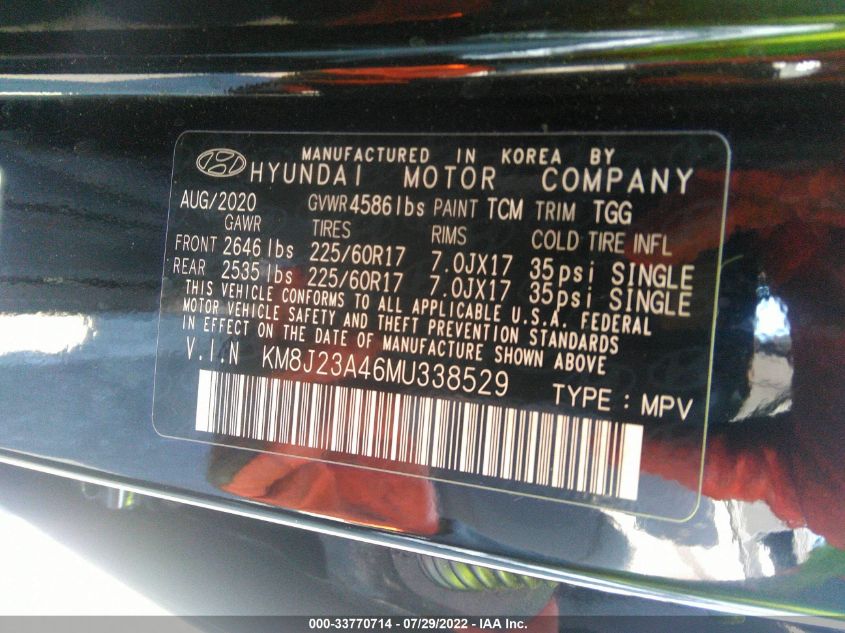 MANUFACTURED IN KOREA BY
HYUNDAI MOTOR COMPANY
AUG/2020 GVWR 4586 lbs PAINT TCM TRIM TGG
GAWR TIRES RIMS COLD TIRE INFL
FRONT 2646 lbs 225/60R17 7.0JX17 35psi SINGLE
REAR 2535 lbs 225/60R17 7.0JX17 35psi SINGLE
THIS VEHICLE CONFORMS TO ALL APPLICABLE U.S.A. FEDERAL
MOTOR VEHICLE SAFETY AND THEFT PREVENTION STANDARDS
IN EFFECT ON THE DATE OF MANUFACTURE SHOWN ABOVE
V.I.N KM8J23A46MU338529
TYPE : MPV
000-33770714 - 07/29/2022 - IAA Inc.